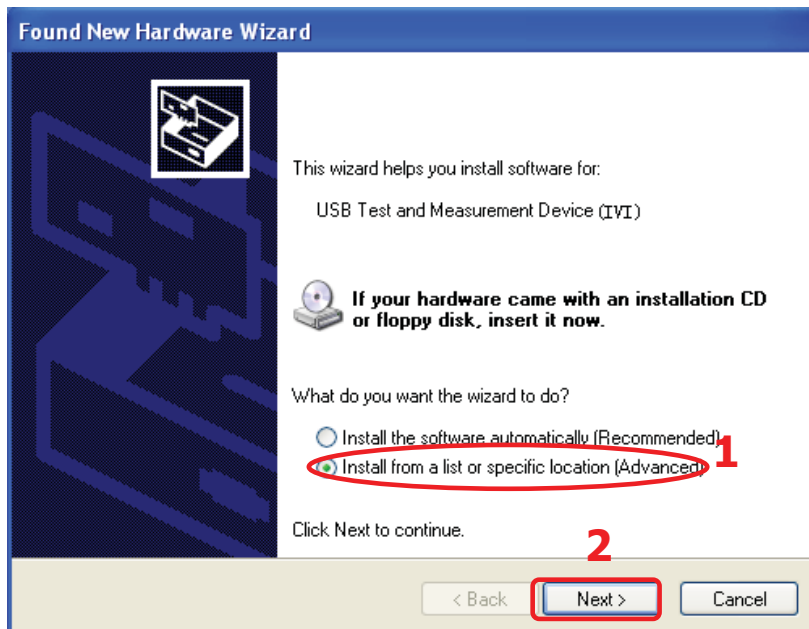 Found New Hardware Wizard
This wizard helps you install software for:
USB Test and Measurement Device (IVI)
If your hardware came with an installation CD
or floppy disk, insert it now.
What do you want the wizard to do?
Install the software automatically (Recommended)
Install from a list or specific location (Advanced)
1
Click Next to continue.
2
< Back
Next >
Cancel